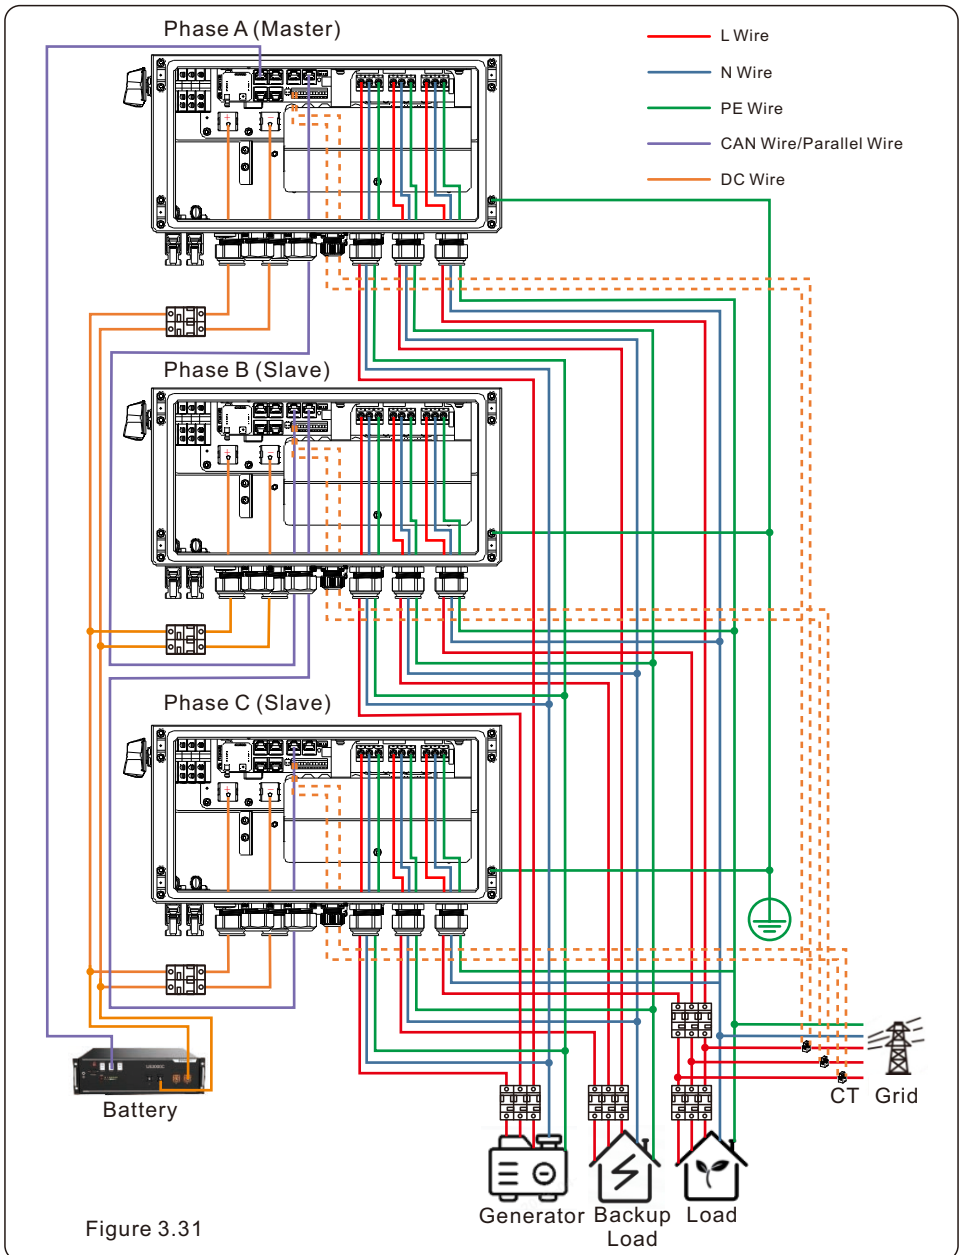 Phase A (Master)
L Wire
N Wire
PE Wire
CAN Wire/Parallel Wire
DC Wire
Phase B (Slave)
Phase C (Slave)
Battery
CT
Grid
Generator
Backup
Load
Load
Figure 3.31